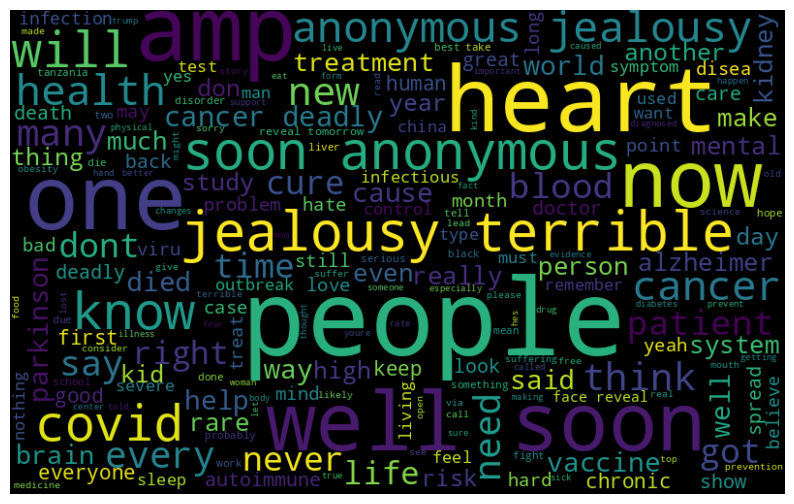 infection trump amp anonymous jealousy
made live long best take caused another
will tanzania story yes test treatment great world symptom disea kidney
health disorder don man new eat form read human important happen
death two may support cancer deadly year used want care
many physical might sorry reveal tomorrow china kind diagnosed heart make
thing much die back soon anonymous point mental
obesity liver infectious fact
one hand better study cure cause month blood now old
changes problem hate control doctor tell science hope
bad viru jealousy terrible lead type black must evidence day
dont deadly died time still even really person alzheimer
parkinson give outbreak suffer love someone especially serious remember diabetes prevent cancer
food due lost terrible fear case please drug
know people mean patient
first illness consider treat thought youre rate hes yeah system
say right way high keep look suffering free getting
kid school done woman something called said think mouth
nothing good severe mind likely living face reveal well spread believe
center told help rare body let open via call making real
covid probably well need soon got
brain every never sure fight vaccine top
everyone work feel see hard sick chronic prevention show
medicine sleep autoimmune true life risk